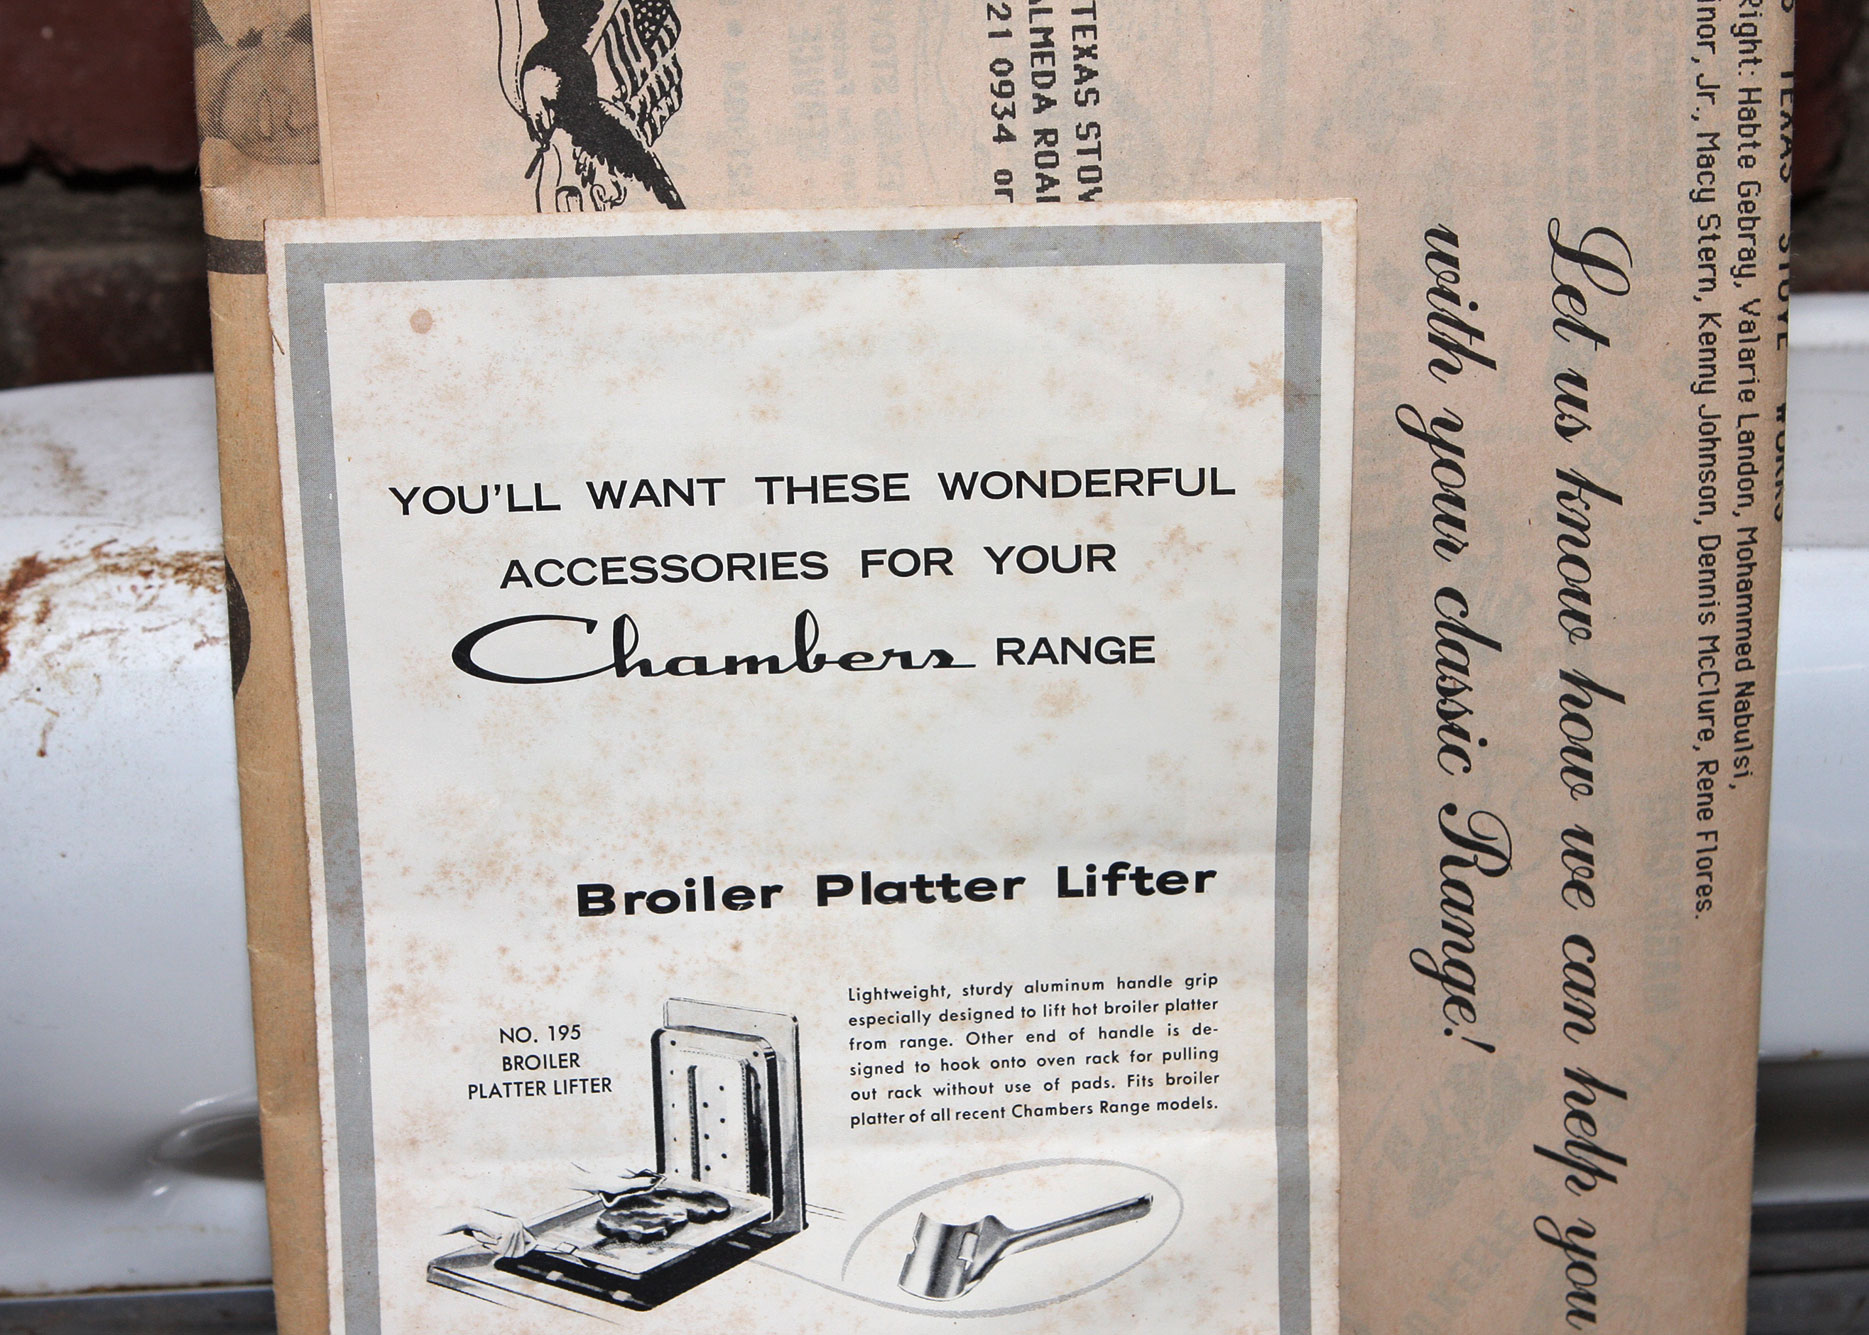 YOU'LL WANT THESE WONDERFUL
ACCESSORIES FOR YOUR
Chambers RANGE
Broiler Platter Lifter
NO. 195
BROILER
PLATTER LIFTER
Lightweight, sturdy aluminum handle grip
especially designed to lift hot broiler platter
from range. Other end of handle is de-
signed to hook onto oven rack for pulling
out rack without use of pads. Fits broiler
platter of all recent Chambers Range models.
TEXAS STOV
ALMEDA ROAD
21 0934 or
TEXAS STOVE WORKS
Right: Habte Gebray, Valarie Landon, Mohammed Nabulsi,
inor, Jr., Macy Stern, Kenny Johnson, Dennis McClure, Rene Flores.
Let us know how we can help you
with your classic Range!